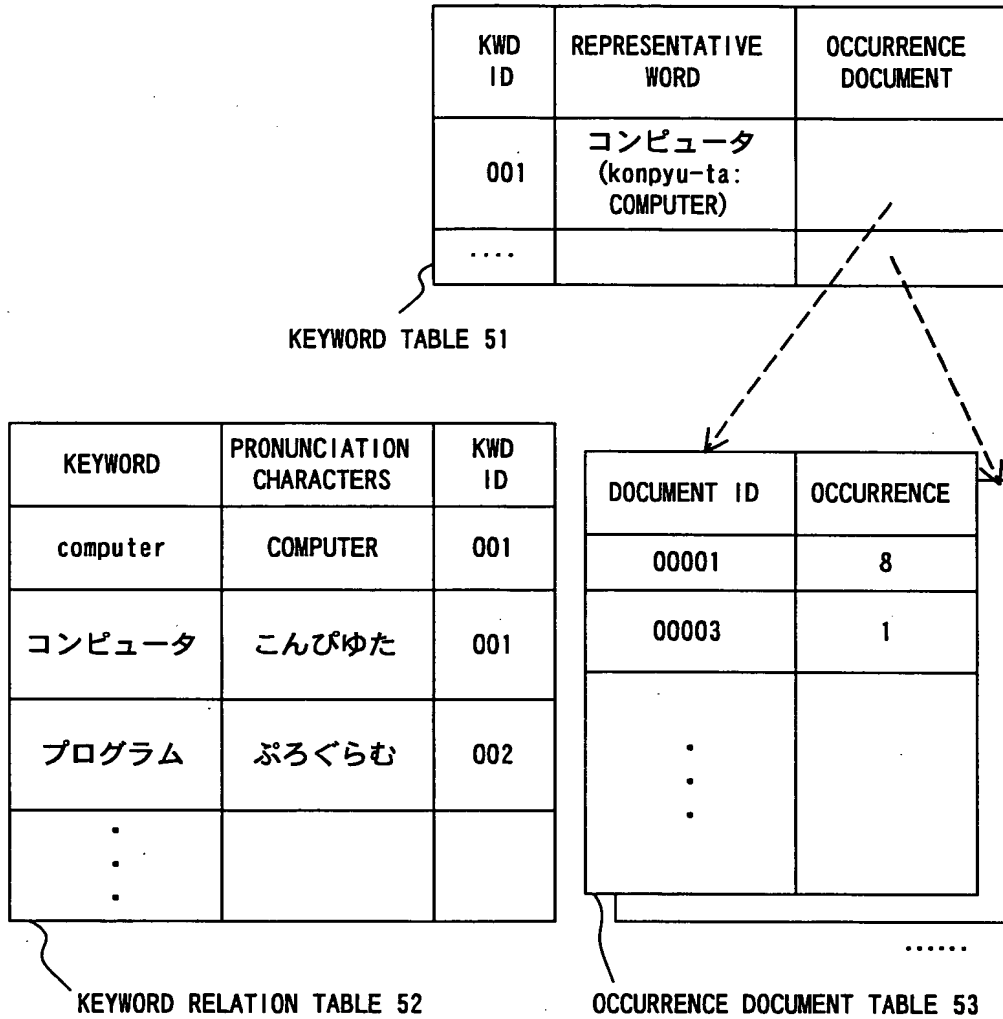 KWD ID
REPRESENTATIVE WORD
OCCURRENCE DOCUMENT
001
コンピュータ
(konpyu-ta:
COMPUTER)
....
KEYWORD TABLE 51
KEYWORD
PRONUNCIATION CHARACTERS
KWD ID
computer
COMPUTER
001
コンピュータ
こんぴゆた
001
プログラム
ぷろぐらむ
002
KEYWORD RELATION TABLE 52
DOCUMENT ID
OCCURRENCE
00001
8
00003
1
......
OCCURRENCE DOCUMENT TABLE 53